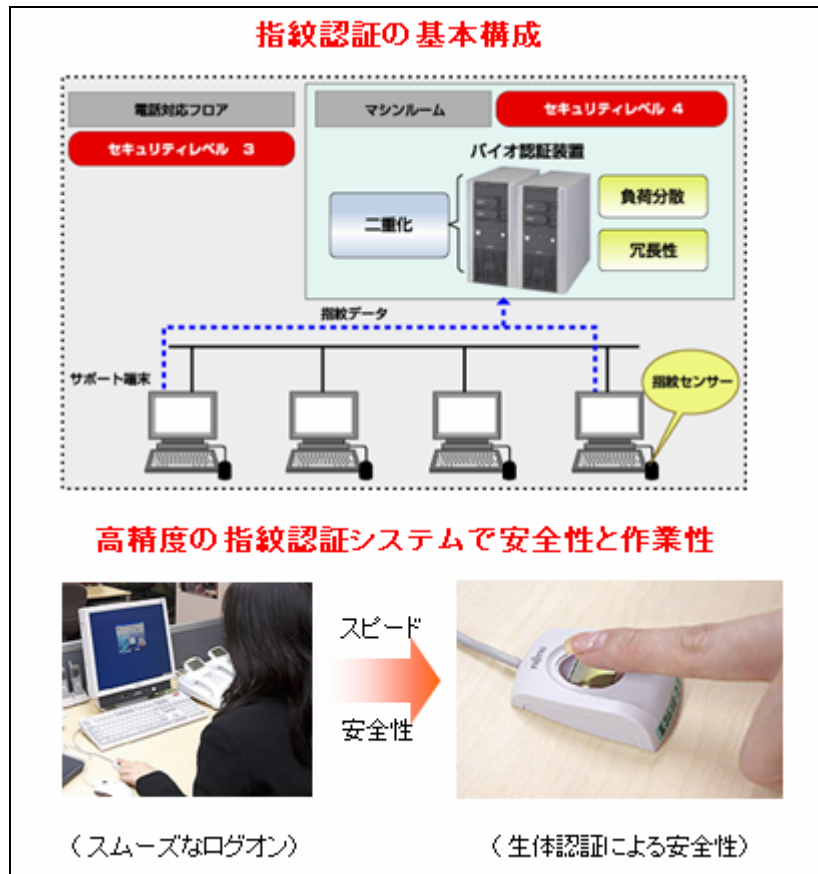 指紋認証の基本構成
電話対応フロア
セキュリティレベル 3
マシンルーム
セキュリティレベル 4
バイオ認証装置
二重化
負荷分散
冗長性
指紋データ
サポート端末
指紋センサー
高精度の指紋認証システムで安全性と作業性
スピード
安全性
FUJITSU
（スムーズなログオン）
（生体認証による安全性）